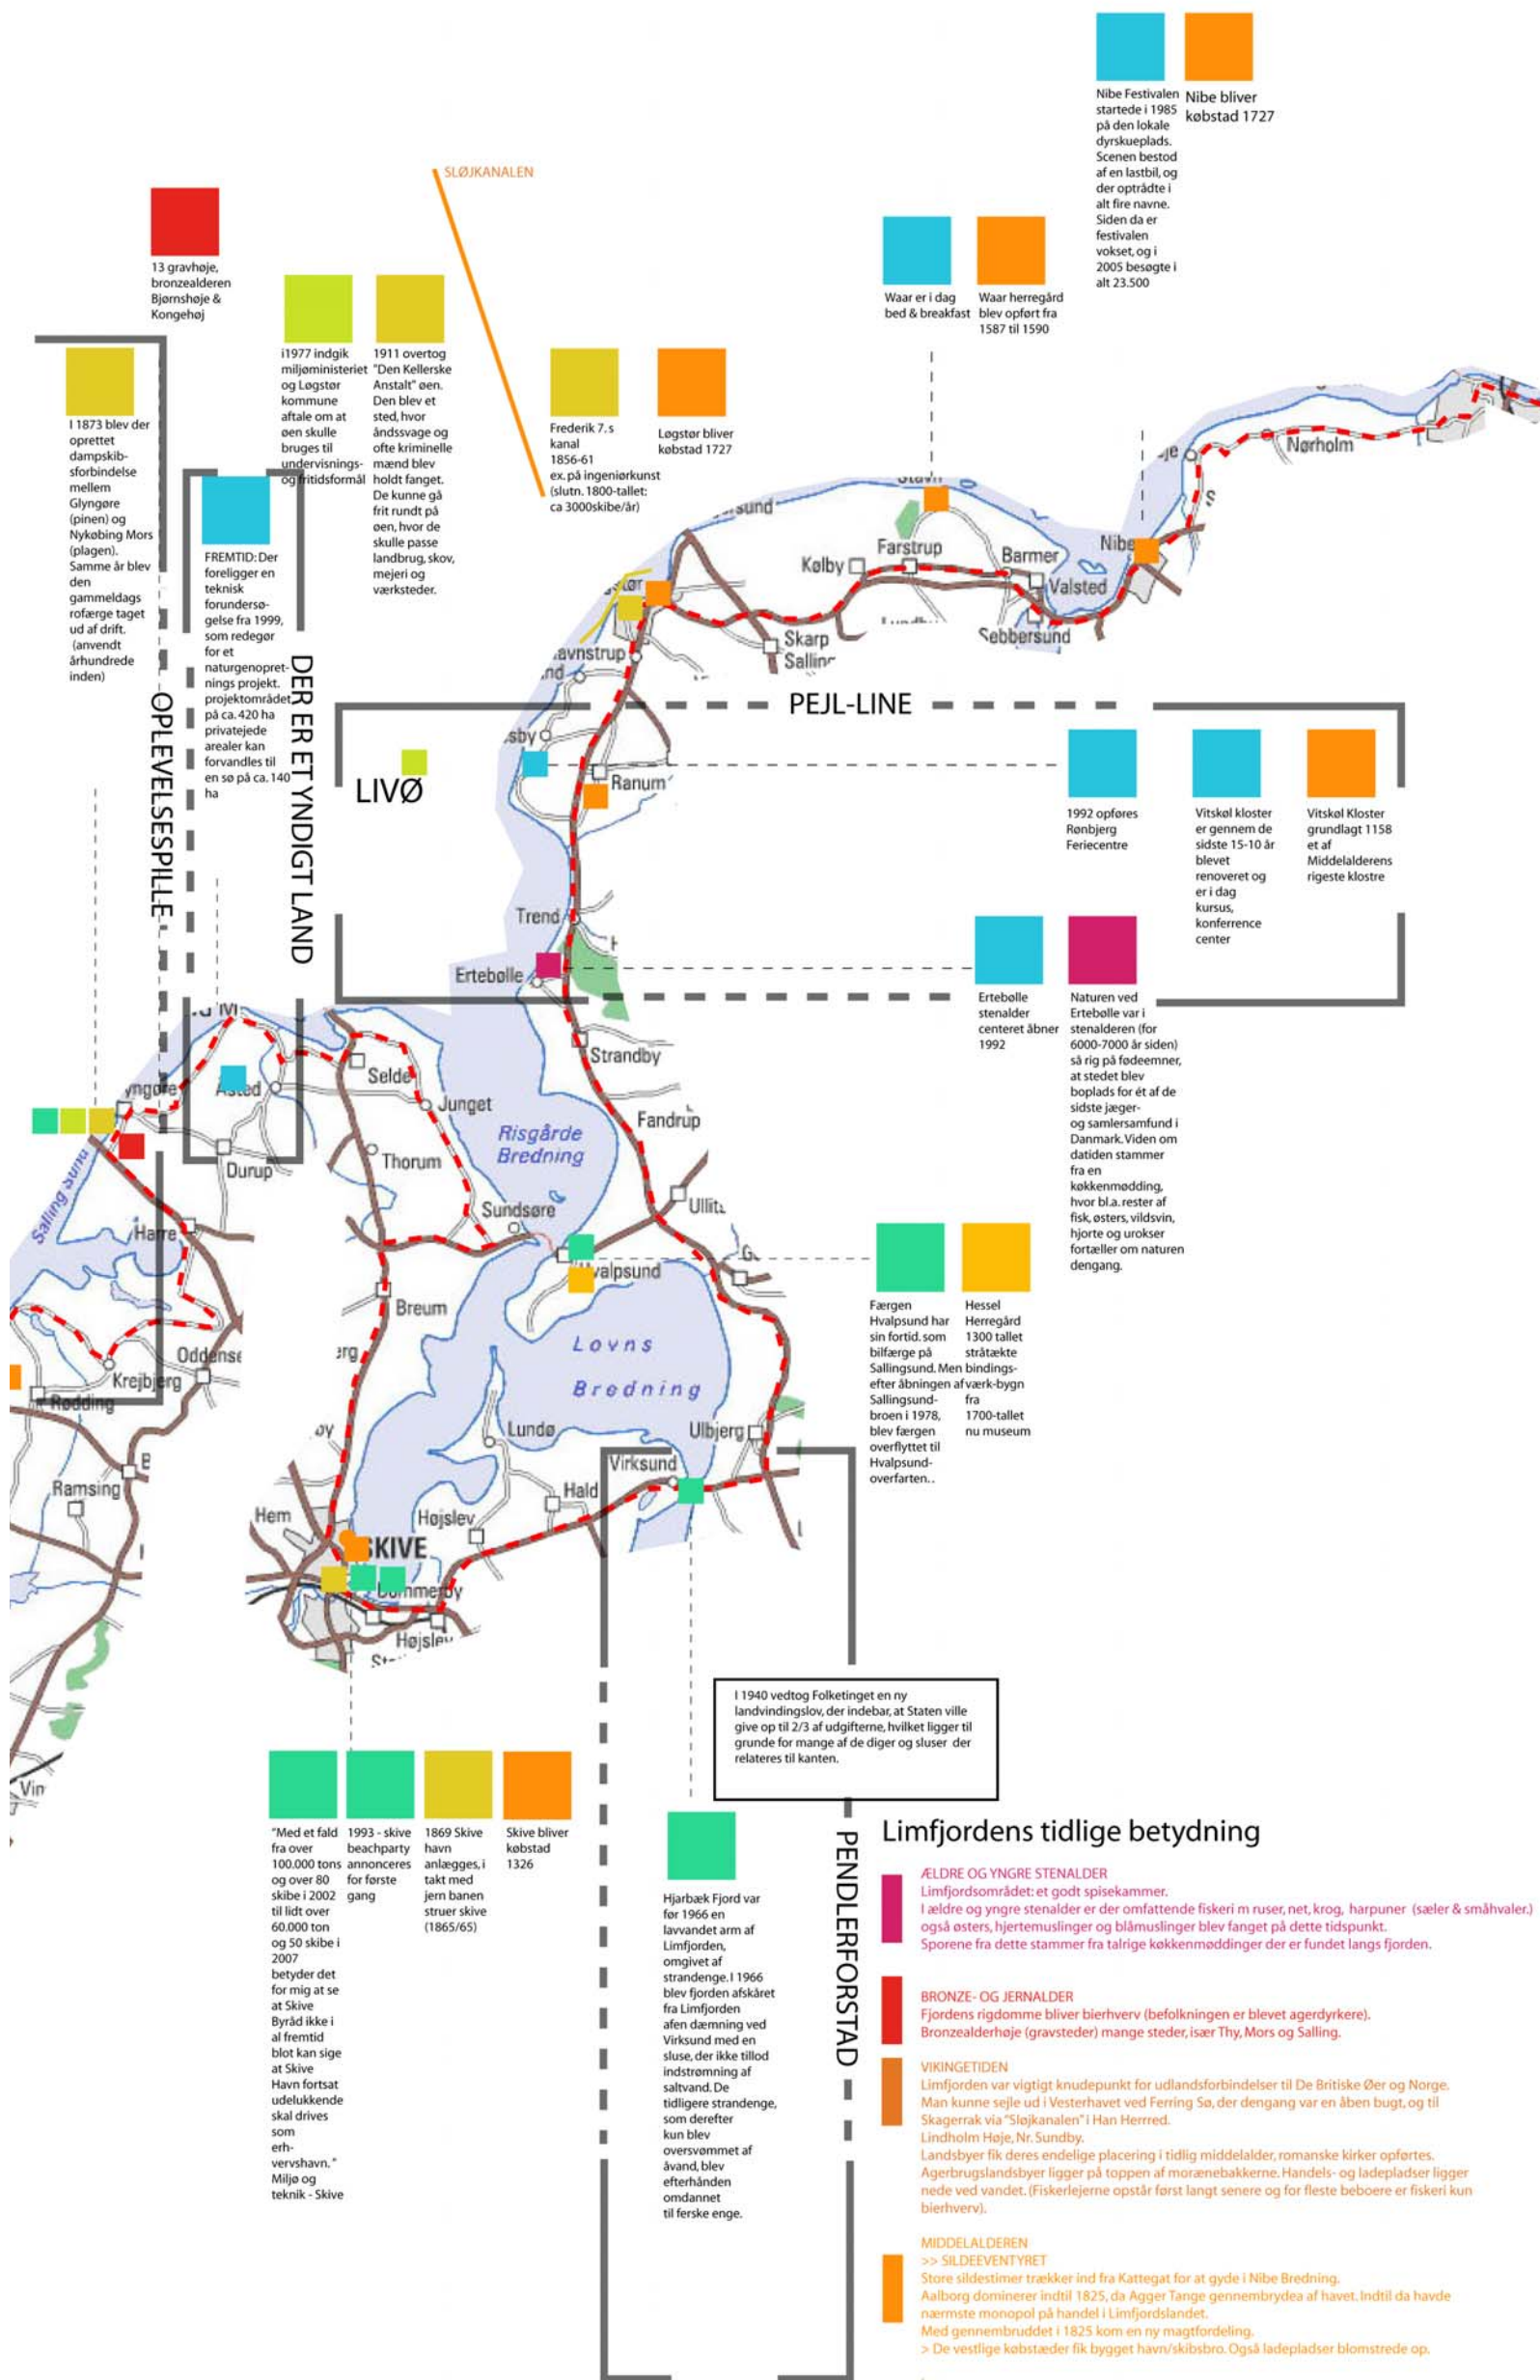 Nibe Festivalen
startede i 1985
på den lokale
dyrskueplads.
Scenen bestod
af en lastbil, og
der optrådte i
alt fire navne.
Siden da er
festivalen
vokset, og i
2005 besøgte i
alt 23.500
Nibe bliver
købstad 1727
SLØJKANALEN
13 gravhøje,
bronzealderen
Bjørnshøje &
Kongehøj
Waar er i dag
bed & breakfast
Waar herregård
blev opført fra
1587 til 1590
i1977 indgik
miljøministeriet
og Løgstør
kommune
aftale om at
øen skulle
bruges til
undervisnings-
og fritidsformål
1911 overtog
"Den Kellerske
Anstalt" øen.
Den blev et
sted, hvor
åndssvage og
ofte kriminelle
mænd blev
holdt fanget.
De kunne gå
frit rundt på
øen, hvor de
skulle passe
landbrug, skov,
mejeri og
værksteder.
Frederik 7. s
kanal
1856-61
ex. på ingeniørkunst
(slutn. 1800-tallet:
ca 3000skibe/år)
Løgstør bliver
købstad 1727
I 1873 blev der
oprettet
dampskib-
sforbindelse
mellem
Glyngøre
(pinen) og
Nykøbing Mors
(plagen).
Samme år blev
den
gammeldags
rofærge taget
ud af drift.
(anvendt
århundrede
inden)
FREMTID: Der
foreligger en
teknisk
forundersø-
gelse fra 1999,
som redegør
for et
naturgenopret-
nings projekt.
projektområdet
på ca. 420 ha
privatejede
arealer kan
forvandles til
en sø på ca. 140
ha
OPLEVELSESPILLE
DER ER ET YNDIGT LAND
Nørholm
Stavn
sund
Kølby
Farstrup
Barmer
Nibe
Valsted
Sebbersund
Skarp
Salling
avnstrup
PEJL-LINE
sby
Ranum
LIVØ
1992 opføres
Rønbjerg
Feriecentre
Vitskøl kloster
er gennem de
sidste 15-10 år
blevet
renoveret og
er i dag
kursus,
konferrence
center
Vitskøl Kloster
grundlagt 1158
et af
Middelalderens
rigeste klostre
Trend
Ertebølle
Ertebølle
stenalder
centeret åbner
1992
Naturen ved
Ertebølle var i
stenalderen (for
6000-7000 år siden)
så rig på fødeemner,
at stedet blev
boplads for ét af de
sidste jæger-
og samlersamfund i
Danmark. Viden om
datiden stammer
fra en
køkkenmødding,
hvor bl.a. rester af
fisk, østers, vildsvin,
hjorte og urokser
fortæller om naturen
dengang.
Strandby
Selde
Åsted
yngøre
Junget
Fandrup
Risgårde
Bredning
Thorum
Durup
Salling Sund
Sundsøre
Harre
Hvalpsund
Breum
Lovns
Bredning
Oddense
Krejbjerg
Rødding
Lundø
Ulbjerg
Virksund
Ramsing
Hald
Hem
Højslev
SKIVE
Dommerby
Højslev
Færgen
Hvalpsund har
sin fortid. som
bilfærge på
Sallingsund. Men
efter åbningen af
Sallingsund-
broen i 1978,
blev færgen
overflyttet til
Hvalpsund-
overfarten. .
Hessel
Herregård
1300 tallet
stråtækte
bindings-
værk-bygn
fra
1700-tallet
nu museum
I 1940 vedtog Folketinget en ny
landvindingslov, der indebar, at Staten ville
give op til 2/3 af udgifterne, hvilket ligger til
grunde for mange af de diger og sluser der
relateres til kanten.
"Med et fald
fra over
100.000 tons
og over 80
skibe i 2002
til lidt over
60.000 ton
og 50 skibe i
2007
betyder det
for mig at se
at Skive
Byråd ikke i
al fremtid
blot kan sige
at Skive
Havn fortsat
udelukkende
skal drives
som
erh-
vervshavn. "
Miljø og
teknik - Skive
1993 - skive
beachparty
annonceres
for første
gang
1869 Skive
havn
anlægges, i
takt med
jern banen
struer skive
(1865/65)
Skive bliver
købstad
1326
Hjarbæk Fjord var
før 1966 en
lavvandet arm af
Limfjorden,
omgivet af
strandenge. I 1966
blev fjorden afskåret
fra Limfjorden
afen dæmning ved
Virksund med en
sluse, der ikke tillod
indstrømning af
saltvand. De
tidligere strandenge,
som derefter
kun blev
oversvømmet af
åvand, blev
efterhånden
omdannet
til ferske enge.
PENDLERFORSTAD
Limfjordens tidlige betydning
ÆLDRE OG YNGRE STENALDER
Limfjordsområdet: et godt spisekammer.
I ældre og yngre stenalder er der omfattende fiskeri m ruser, net, krog, harpuner (sæler & småhvaler.)
også østers, hjertemuslinger og blåmuslinger blev fanget på dette tidspunkt.
Sporene fra dette stammer fra talrige køkkenmøddinger der er fundet langs fjorden.
BRONZE- OG JERNALDER
Fjordens rigdomme bliver bierhverv (befolkningen er blevet agerdyrkere).
Bronzealderhøje (gravsteder) mange steder, især Thy, Mors og Salling.
VIKINGETIDEN
Limfjorden var vigtigt knudepunkt for udlandsforbindelser til De Britiske Øer og Norge.
Man kunne sejle ud i Vesterhavet ved Ferring Sø, der dengang var en åben bugt, og til
Skagerrak via "Sløjkanalen" i Han Herrred.
Lindholm Høje, Nr. Sundby.
Landsbyer fik deres endelige placering i tidlig middelalder, romanske kirker opførtes.
Agerbrugslandsbyer ligger på toppen af morænebakkerne. Handels- og ladepladser ligger
nede ved vandet. (Fiskerlejerne opstår først langt senere og for fleste beboere er fiskeri kun
bierhverv).
MIDDELALDEREN
>> SILDEEVENTYRET
Store sildestimer trækker ind fra Kattegat for at gyde i Nibe Bredning.
Aalborg dominerer indtil 1825, da Agger Tange gennembrydea af havet. Indtil da havde
nærmste monopol på handel i Limfjordslandet.
Med gennembruddet i 1825 kom en ny magtfordeling.
> De vestlige købstæder fik bygget havn/skibsbro. Også ladepladser blomstrede op.